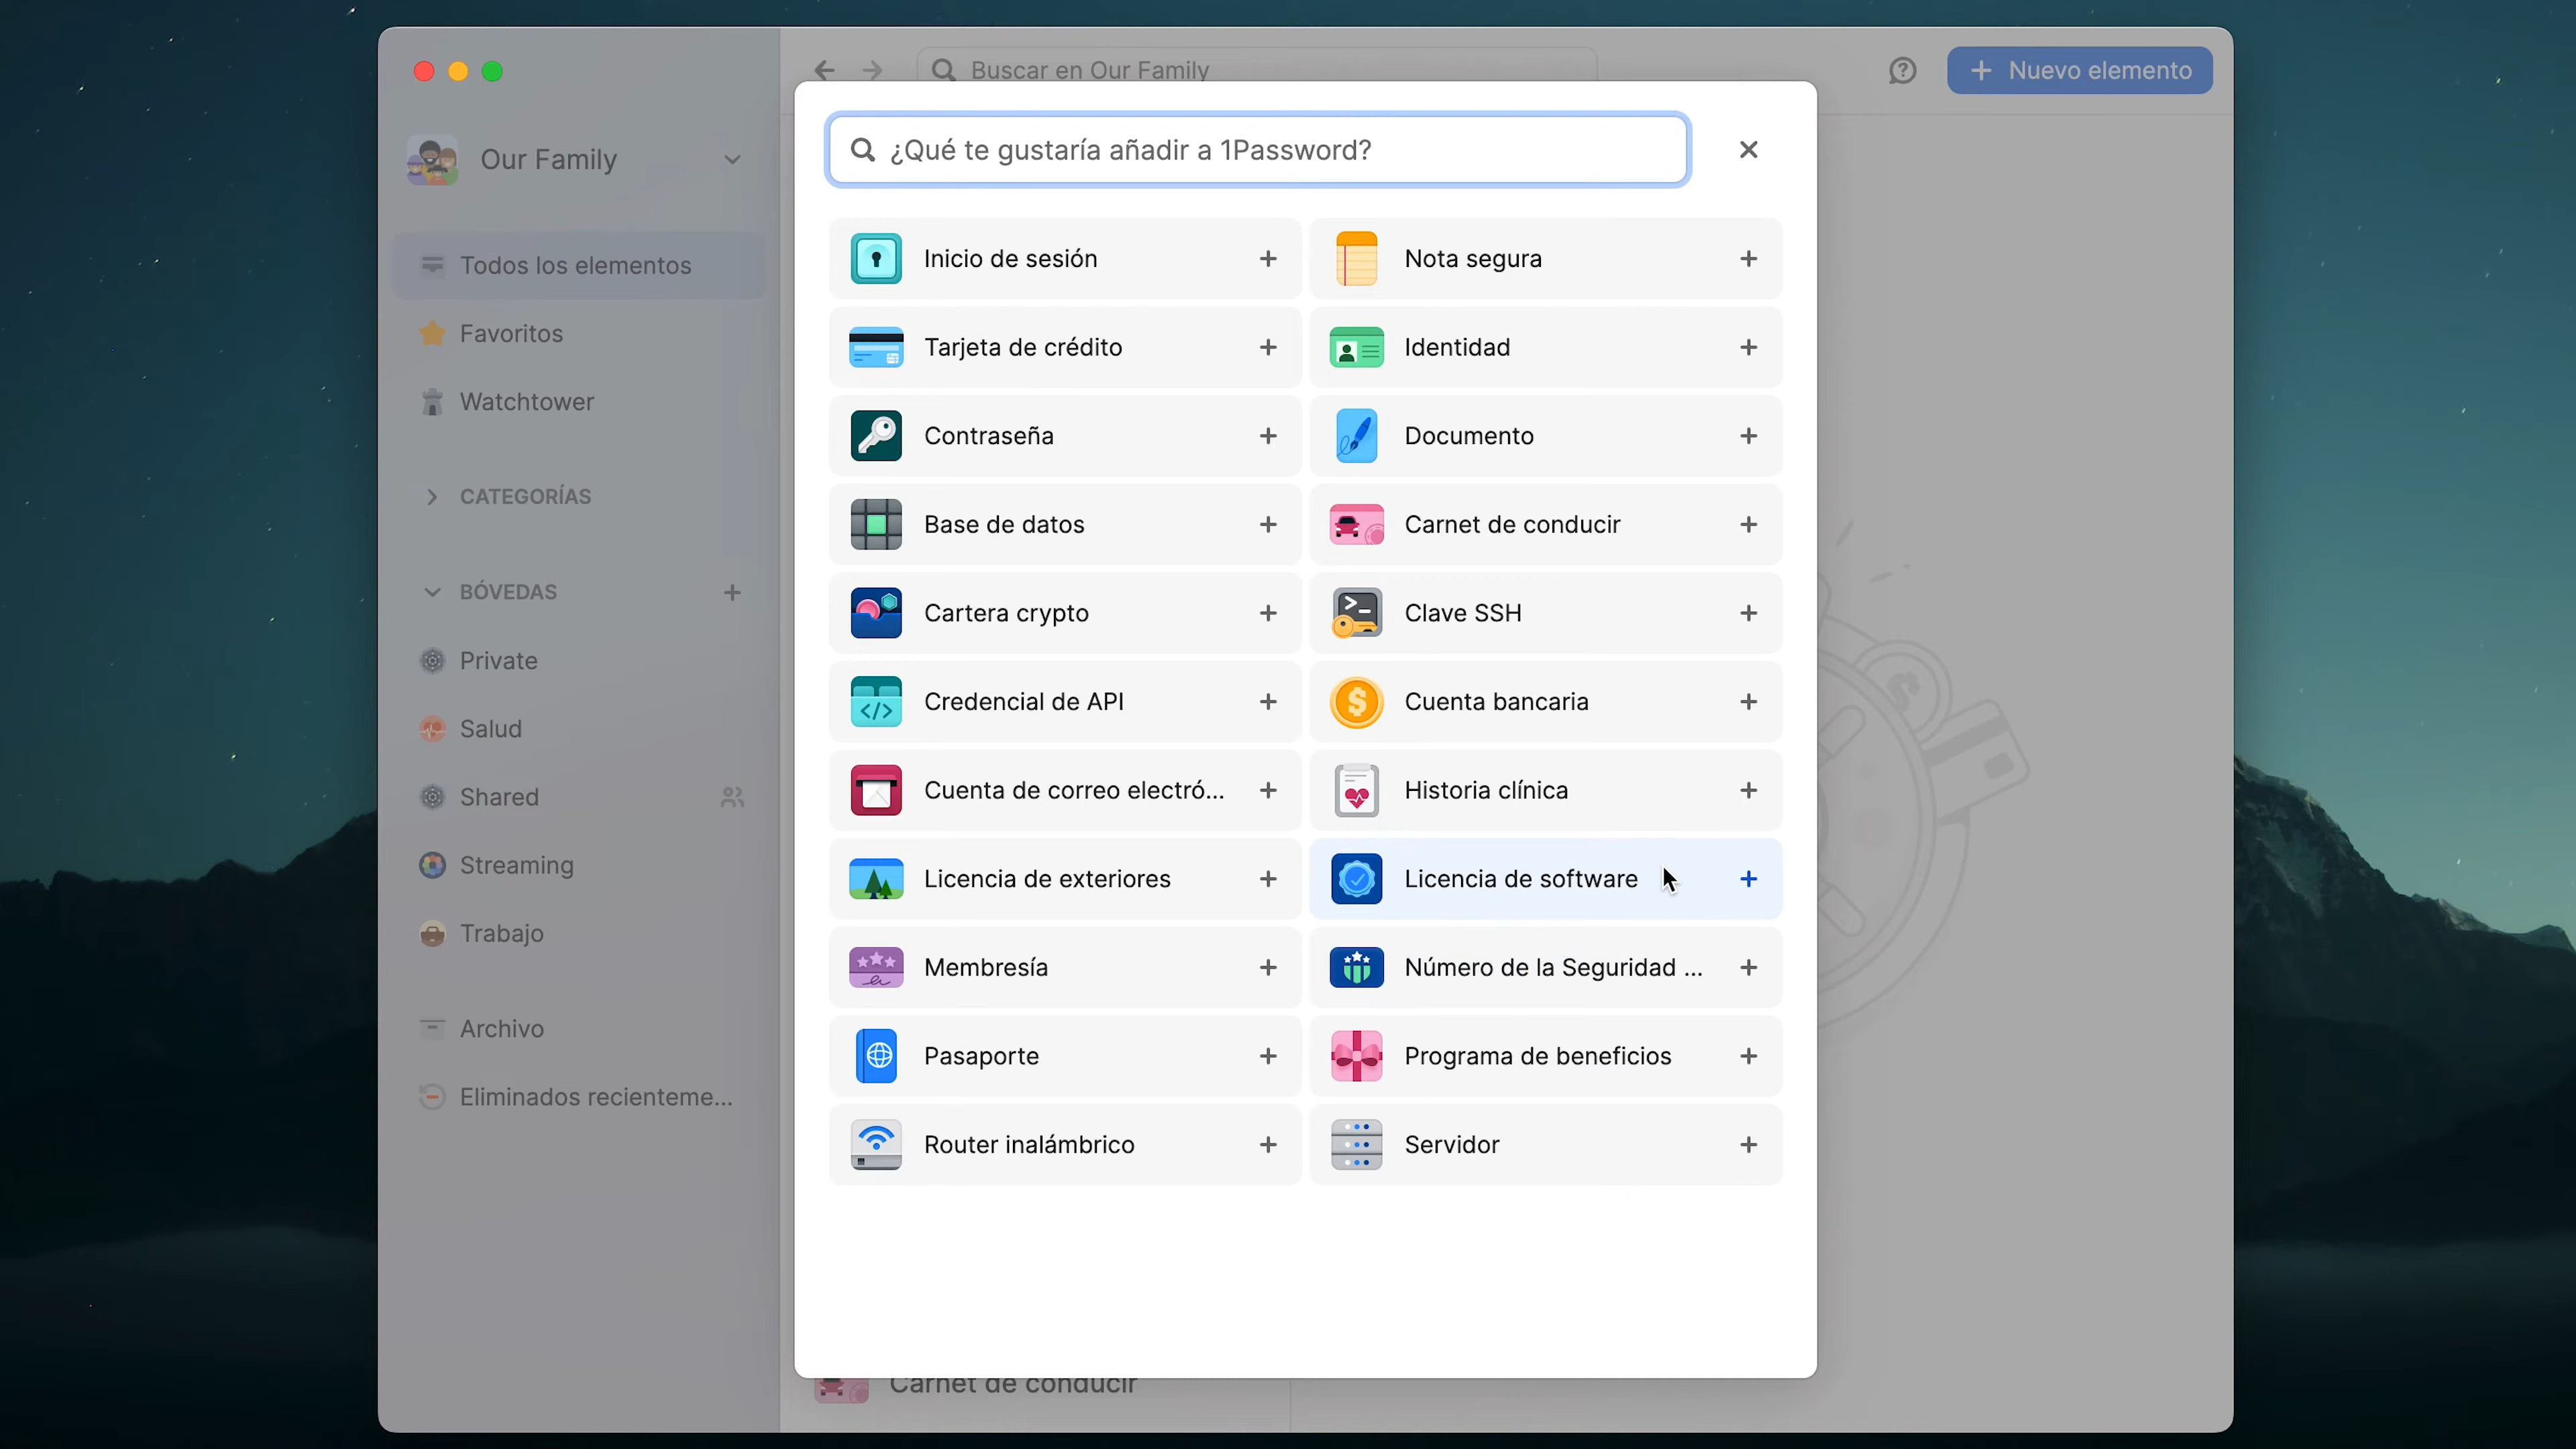 Buscar en Our Family
Nuevo elemento
Our Family
Todos los elementos
Favoritos
Watchtower
CATEGORÍAS
BÓVEDAS
Private
Salud
Shared
Streaming
Trabajo
Archivo
Eliminados recienteme...
¿Qué te gustaría añadir a 1Password?
Inicio de sesión
Nota segura
Tarjeta de crédito
Identidad
Contraseña
Documento
Base de datos
Carnet de conducir
Cartera crypto
Clave SSH
Credencial de API
Cuenta bancaria
Cuenta de correo electró...
Historia clínica
Licencia de exteriores
Licencia de software
Membresía
Número de la Seguridad ...
Pasaporte
Programa de beneficios
Router inalámbrico
Servidor
Carnet de conducir